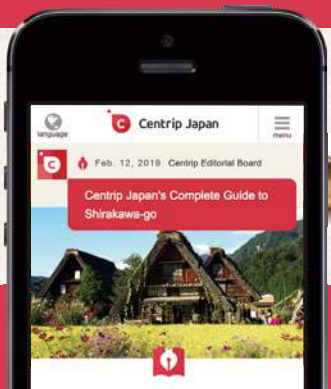 language
Centrip Japan
menu
Feb. 12, 2019 Centrip Editorial Board
Centrip Japan's Complete Guide to
Shirakawa-go